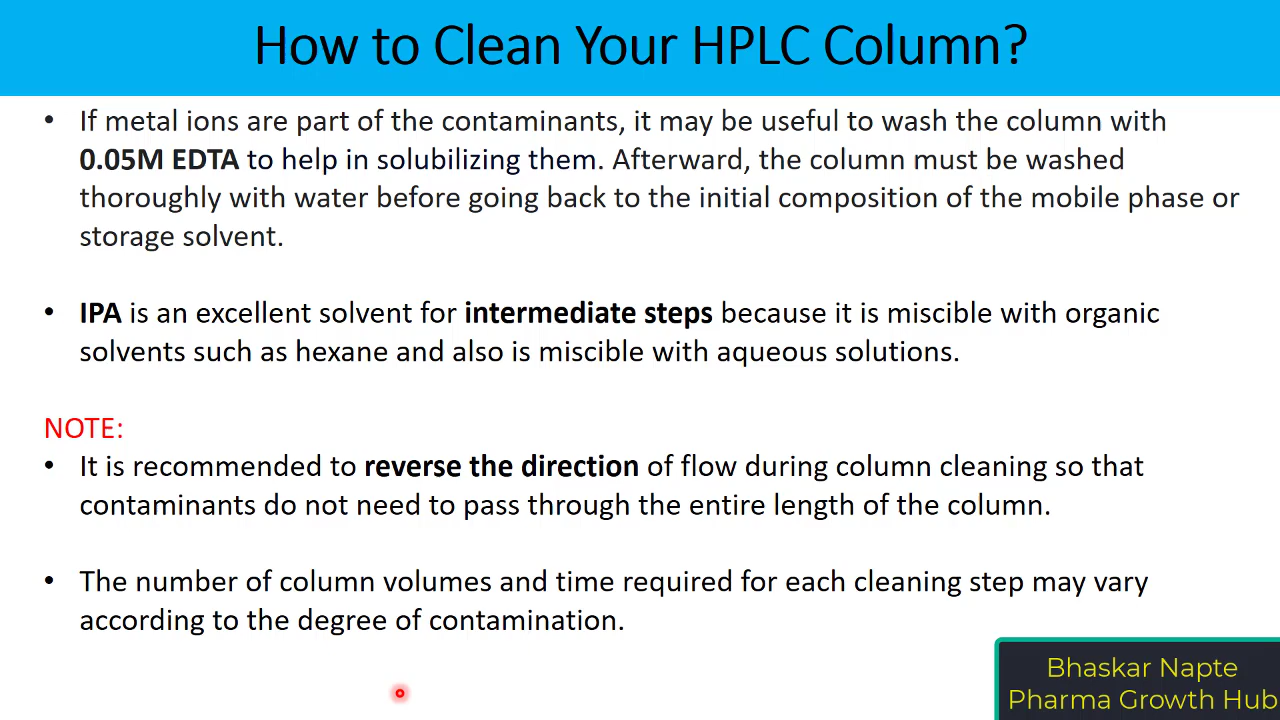 How to Clean Your HPLC Column?
• If metal ions are part of the contaminants, it may be useful to wash the column with
0.05M EDTA to help in solubilizing them. Afterward, the column must be washed
thoroughly with water before going back to the initial composition of the mobile phase or
storage solvent.
• IPA is an excellent solvent for intermediate steps because it is miscible with organic
solvents such as hexane and also is miscible with aqueous solutions.
NOTE:
• It is recommended to reverse the direction of flow during column cleaning so that
contaminants do not need to pass through the entire length of the column.
• The number of column volumes and time required for each cleaning step may vary
according to the degree of contamination.
Bhaskar Napte
Pharma Growth Hub